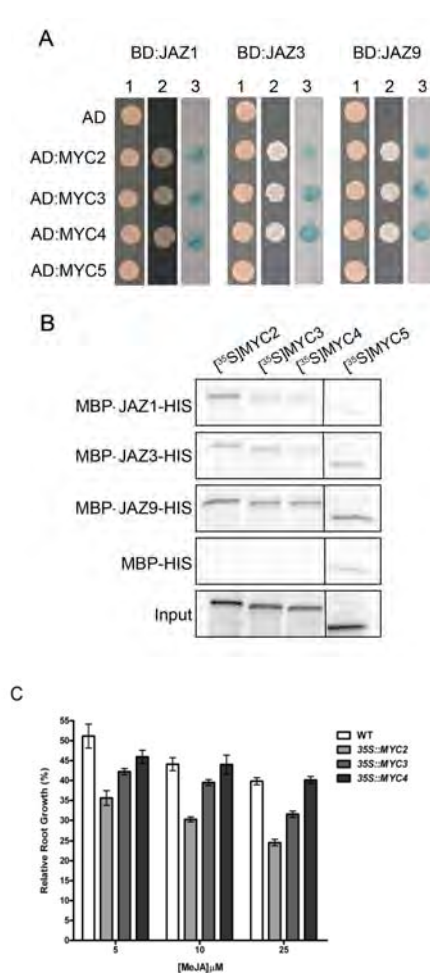 A
BD:JAZ1 BD:JAZ3 BD:JAZ9
1 2 3 1 2 3 1 2 3
AD
AD:MYC2
AD:MYC3
AD:MYC4
AD:MYC5
B
[35S]MYC2 [35S]MYC3 [35S]MYC4 [35S]MYC5
MBP-JAZ1-HIS
MBP-JAZ3-HIS
MBP-JAZ9-HIS
MBP-HIS
Input
C
55
50
45
40
35
30
25
20
15
10
5
0
Relative Root Growth (%)
WT
35S::MYC2
35S::MYC3
35S::MYC4
5 10 25
[MeJA]µM